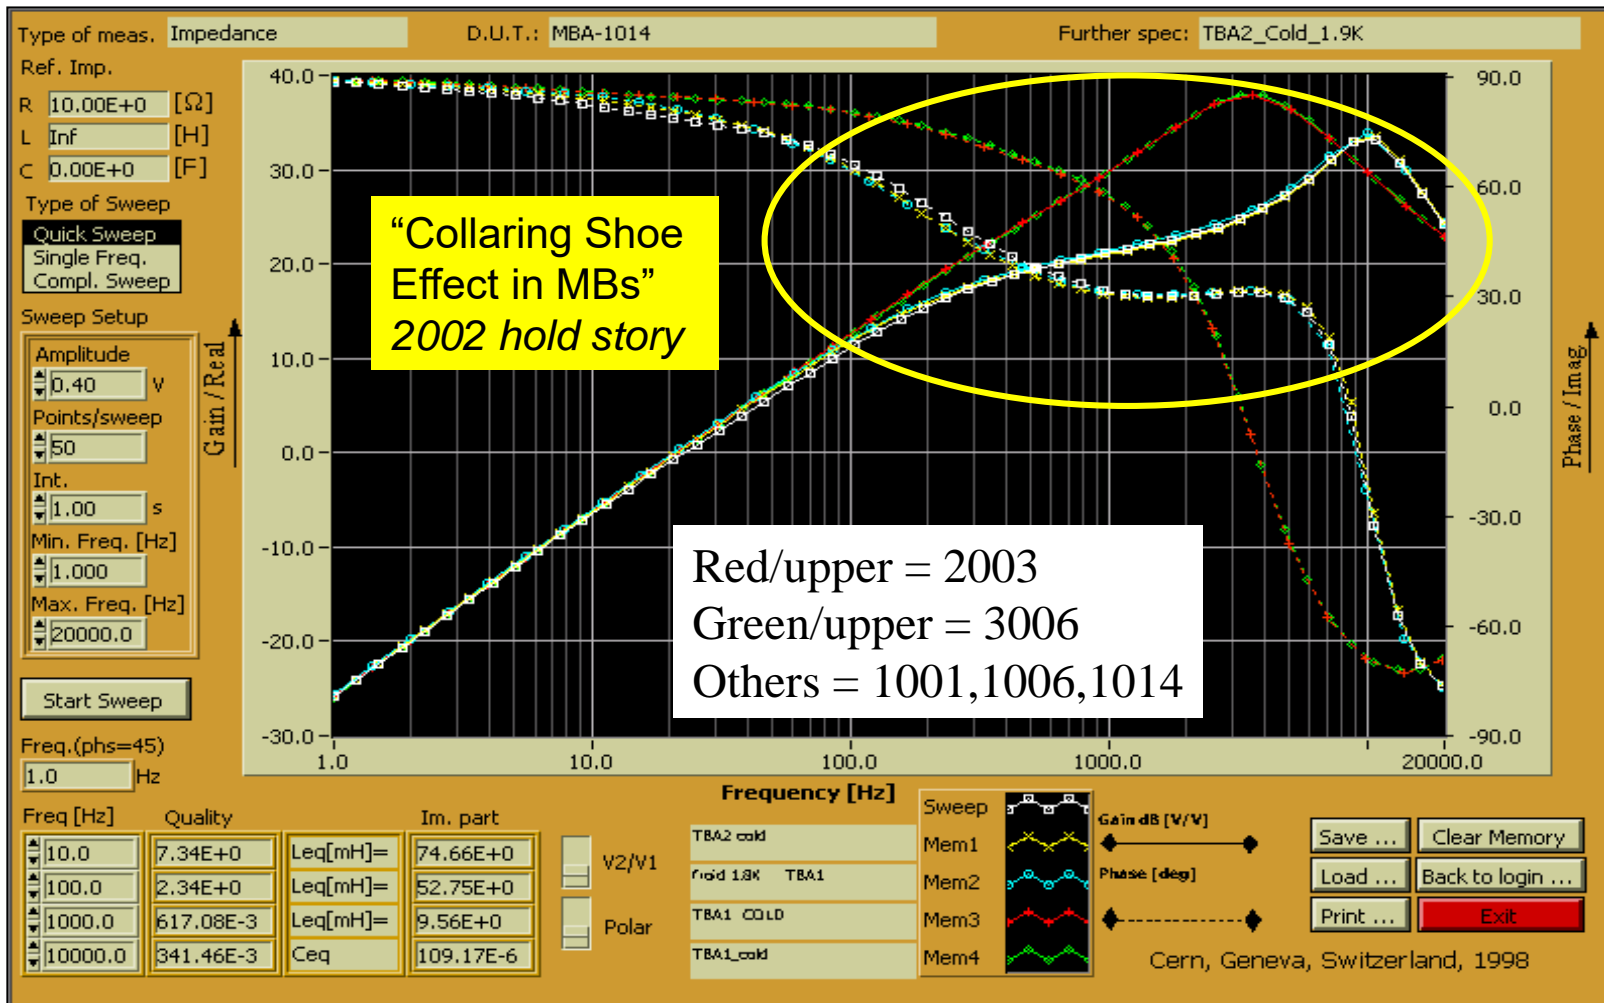 Type of meas. Impedance D.U.T.: MBA-1014 Further spec: TBA2_Cold_1.9K
Ref. Imp.
R 10.00E+0 [Ω]
L Inf [H]
C 0.00E+0 [F]
Type of Sweep
Quick Sweep
Single Freq.
Compl. Sweep
Sweep Setup
Amplitude
0.40 V
Points/sweep
50
Int.
1.00 s
Min. Freq. [Hz]
1.000
Max. Freq. [Hz]
20000.0
Start Sweep
Freq.(phs=45)
1.0 Hz
Gain / Real
40.0
30.0
20.0
10.0
0.0
-10.0
-20.0
-30.0
“Collaring Shoe
Effect in MBs”
2002 hold story
Red/upper = 2003
Green/upper = 3006
Others = 1001,1006,1014
90.0
60.0
30.0
0.0
-30.0
-60.0
-90.0
Phase / Imag
1.0 10.0 100.0 1000.0 20000.0
Frequency [Hz]
Freq [Hz] Quality Im. part
10.0 7.34E+0 Leq[mH]= 74.66E+0
100.0 2.34E+0 Leq[mH]= 52.75E+0
1000.0 617.08E-3 Leq[mH]= 9.56E+0
10000.0 341.46E-3 Ceq 109.17E-6
V2/V1
Polar
TBA2 cold
1.8K TBA1
TBA1 COLD
TBA1_cold
Sweep
Mem1
Mem2
Mem3
Mem4
Gain dB [V/V]
Phase [deg]
Save ... Clear Memory
Load ... Back to login ...
Print ... Exit
Cern, Geneva, Switzerland, 1998